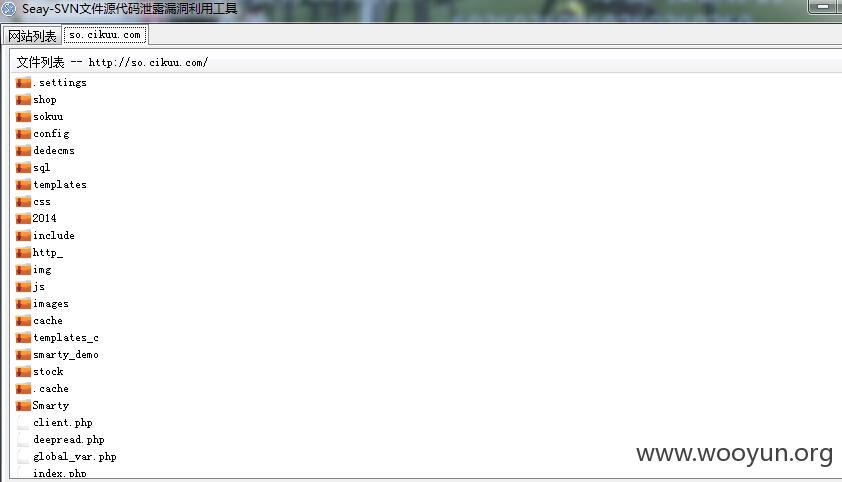 Seay-SVN文件源代码泄露漏洞利用工具
网站列表 so.cikuu.com
文件列表 -- http://so.cikuu.com/
.settings
shop
sokuu
config
dedecms
sql
templates
css
2014
include
http_
img
js
images
cache
templates_c
smarty_demo
stock
.cache
Smarty
client.php
deepread.php
global_var.php
index.php
www.wooyun.org